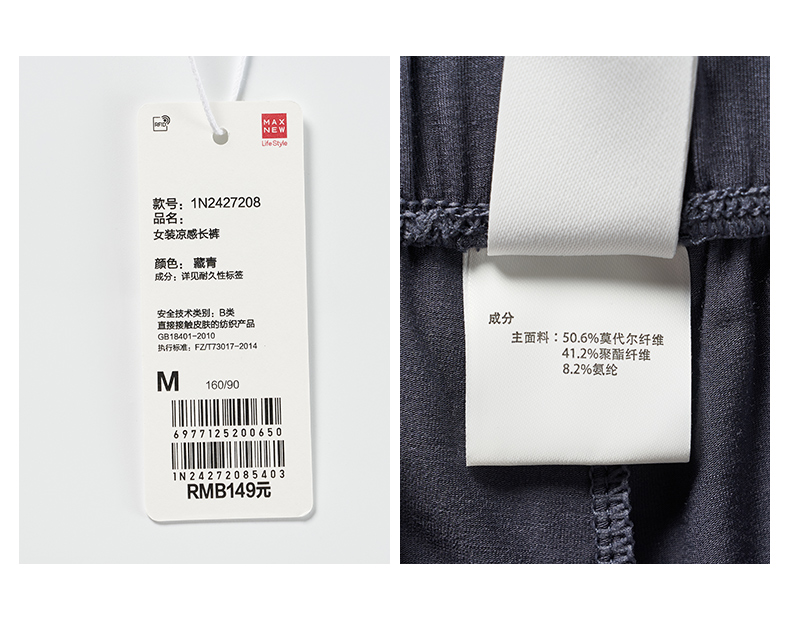 RFID
MAX
NEW
Life Style
款号：1N2427208
品名：
女装凉感长裤
颜色：藏青
成分：详见耐久性标签
安全技术类别：B类
直接接触皮肤的纺织产品
GB18401-2010
执行标准：FZ/T73017-2014
M 160/90
6977125200650
1N24272085403
RMB149元
成分
主面料：50.6%莫代尔纤维
41.2%聚酯纤维
8.2%氨纶